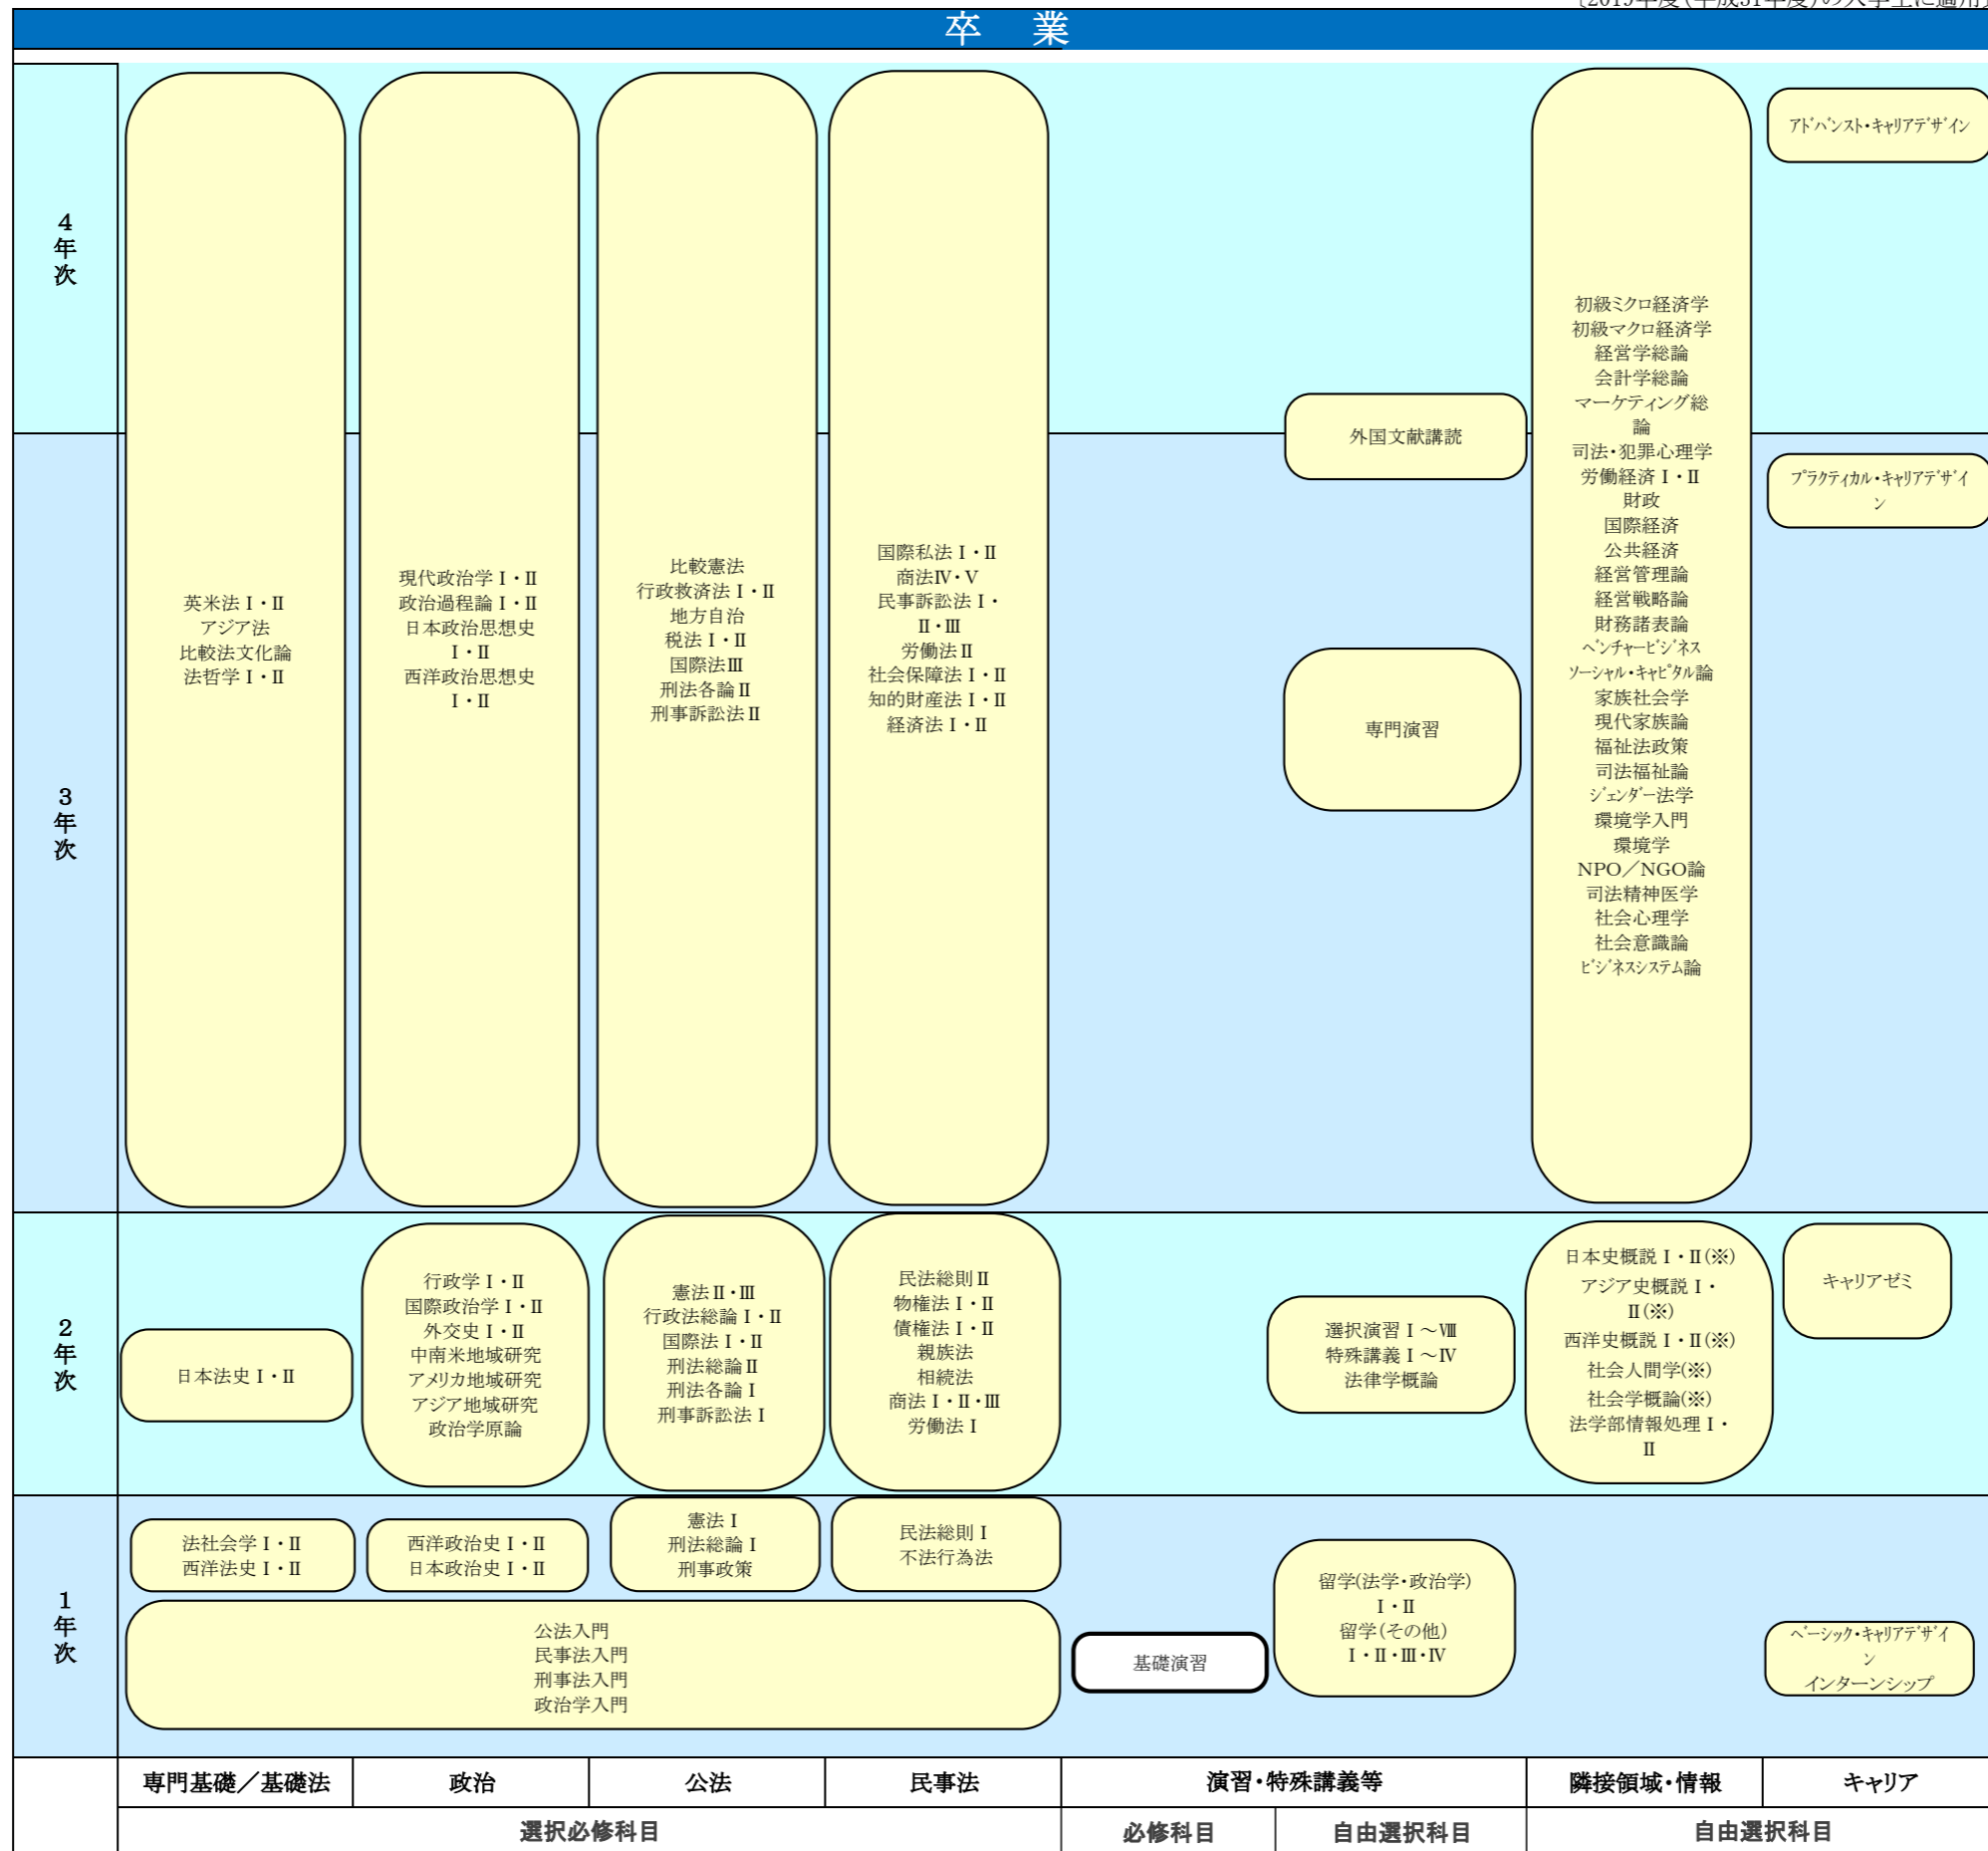 〔2019年度(平成31年度)の入学生に適用
卒　業
4
年
次
アドバンスト・キャリアデザイン
初級ミクロ経済学
初級マクロ経済学
経営学総論
会計学総論
マーケティング総
論
司法・犯罪心理学
労働経済Ⅰ・Ⅱ
財政
国際経済
公共経済
経営管理論
経営戦略論
財務諸表論
ベンチャービジネス
ソーシャル・キャピタル論
家族社会学
現代家族論
福祉法政策
司法福祉論
ジェンダー法学
環境学入門
環境学
NPO／NGO論
司法精神医学
社会心理学
社会意識論
ビジネスシステム論
外国文献講読
プラクティカル・キャリアデザイ
ン
3
年
次
英米法Ⅰ・Ⅱ
アジア法
比較法文化論
法哲学Ⅰ・Ⅱ
現代政治学Ⅰ・Ⅱ
政治過程論Ⅰ・Ⅱ
日本政治思想史
Ⅰ・Ⅱ
西洋政治思想史
Ⅰ・Ⅱ
比較憲法
行政救済法Ⅰ・Ⅱ
地方自治
税法Ⅰ・Ⅱ
国際法Ⅲ
刑法各論Ⅱ
刑事訴訟法Ⅱ
国際私法Ⅰ・Ⅱ
商法Ⅳ・Ⅴ
民事訴訟法Ⅰ・
Ⅱ・Ⅲ
労働法Ⅱ
社会保障法Ⅰ・Ⅱ
知的財産法Ⅰ・Ⅱ
経済法Ⅰ・Ⅱ
専門演習
2
年
次
日本法史Ⅰ・Ⅱ
行政学Ⅰ・Ⅱ
国際政治学Ⅰ・Ⅱ
外交史Ⅰ・Ⅱ
中南米地域研究
アメリカ地域研究
アジア地域研究
政治学原論
憲法Ⅱ・Ⅲ
行政法総論Ⅰ・Ⅱ
国際法Ⅰ・Ⅱ
刑法総論Ⅱ
刑法各論Ⅰ
刑事訴訟法Ⅰ
民法総則Ⅱ
物権法Ⅰ・Ⅱ
債権法Ⅰ・Ⅱ
親族法
相続法
商法Ⅰ・Ⅱ・Ⅲ
労働法Ⅰ
選択演習Ⅰ～Ⅷ
特殊講義Ⅰ～Ⅳ
法律学概論
日本史概説Ⅰ・Ⅱ(※)
アジア史概説Ⅰ・
Ⅱ(※)
西洋史概説Ⅰ・Ⅱ(※)
社会人間学(※)
社会学概論(※)
法学部情報処理Ⅰ・
Ⅱ
キャリアゼミ
1
年
次
法社会学Ⅰ・Ⅱ
西洋法史Ⅰ・Ⅱ
西洋政治史Ⅰ・Ⅱ
日本政治史Ⅰ・Ⅱ
憲法Ⅰ
刑法総論Ⅰ
刑事政策
民法総則Ⅰ
不法行為法
公法入門
民事法入門
刑事法入門
政治学入門
基礎演習
留学(法学・政治学)
Ⅰ・Ⅱ
留学(その他)
Ⅰ・Ⅱ・Ⅲ・Ⅳ
ベーシック・キャリアデザイ
ン
インターンシップ
専門基礎／基礎法
政治
公法
民事法
演習・特殊講義等
隣接領域・情報
キャリア
選択必修科目
必修科目
自由選択科目
自由選択科目